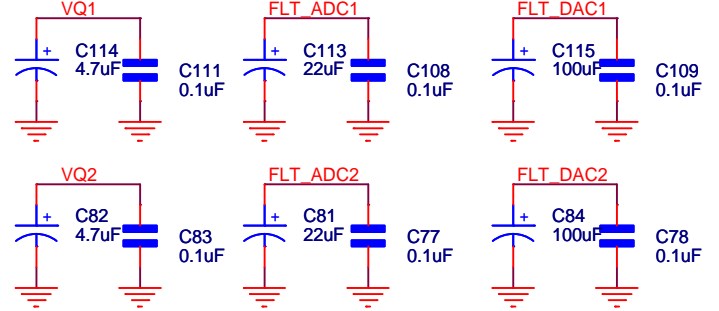 VQ1
FLT_ADC1
FLT_DAC1
+
C114
4.7uF
C111
0.1uF
+
C113
22uF
C108
0.1uF
+
C115
100uF
C109
0.1uF
VQ2
FLT_ADC2
FLT_DAC2
+
C82
4.7uF
C83
0.1uF
+
C81
22uF
C77
0.1uF
+
C84
100uF
C78
0.1uF